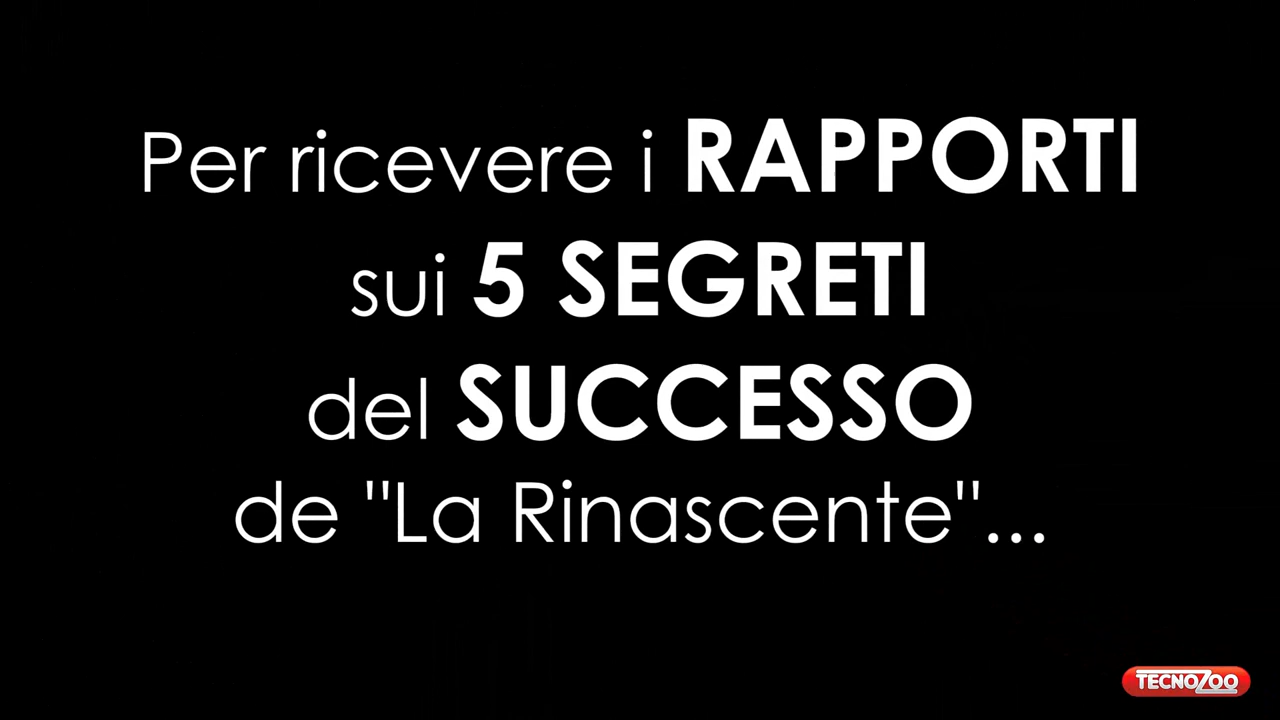 Per ricevere i RAPPORTI
sui 5 SEGRETI
del SUCCESSO
de "La Rinascente"...
TECNOZOO